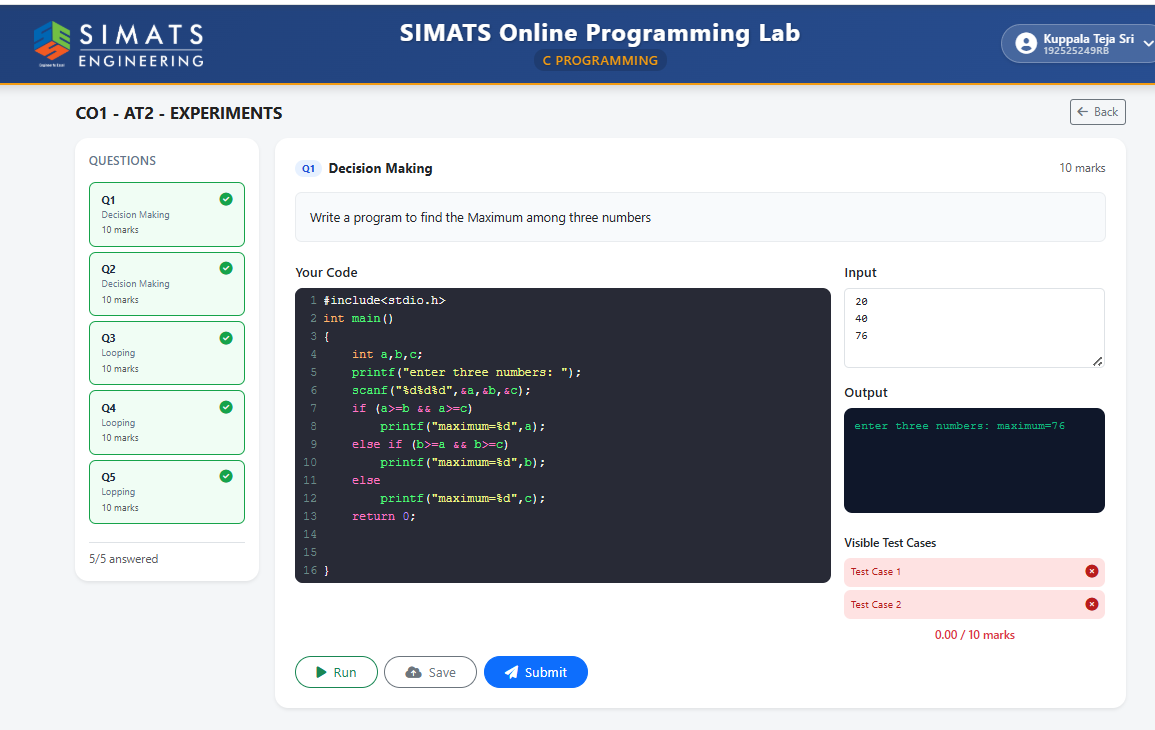 SIMATS
ENGINEERING
SIMATS Online Programming Lab
C PROGRAMMING
Kuppala Teja Sri
192525249RB
CO1 - AT2 - EXPERIMENTS
Back
QUESTIONS
Q1
Decision Making
10 marks
Q2
Decision Making
10 marks
Q3
Looping
10 marks
Q4
Looping
10 marks
Q5
Lopping
10 marks
5/5 answered
Q1 Decision Making
10 marks
Write a program to find the Maximum among three numbers
Your Code
1 #include<stdio.h>
2 int main()
3 {
4     int a,b,c;
5     printf("enter three numbers: ");
6     scanf("%d%d%d",&a,&b,&c);
7     if (a>=b && a>=c)
8         printf("maximum=%d",a);
9     else if (b>=a && b>=c)
10         printf("maximum=%d",b);
11     else
12         printf("maximum=%d",c);
13     return 0;
14
15
16 }
Input
20
40
76
Output
enter three numbers: maximum=76
Visible Test Cases
Test Case 1
Test Case 2
0.00 / 10 marks
Run
Save
Submit